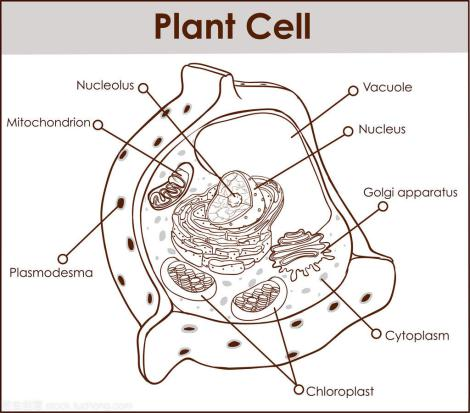 Plant Cell
Nucleolus
Vacuole
Mitochondrion
Nucleus
Golgi apparatus
Plasmodesma
Cytoplasm
Chloroplast